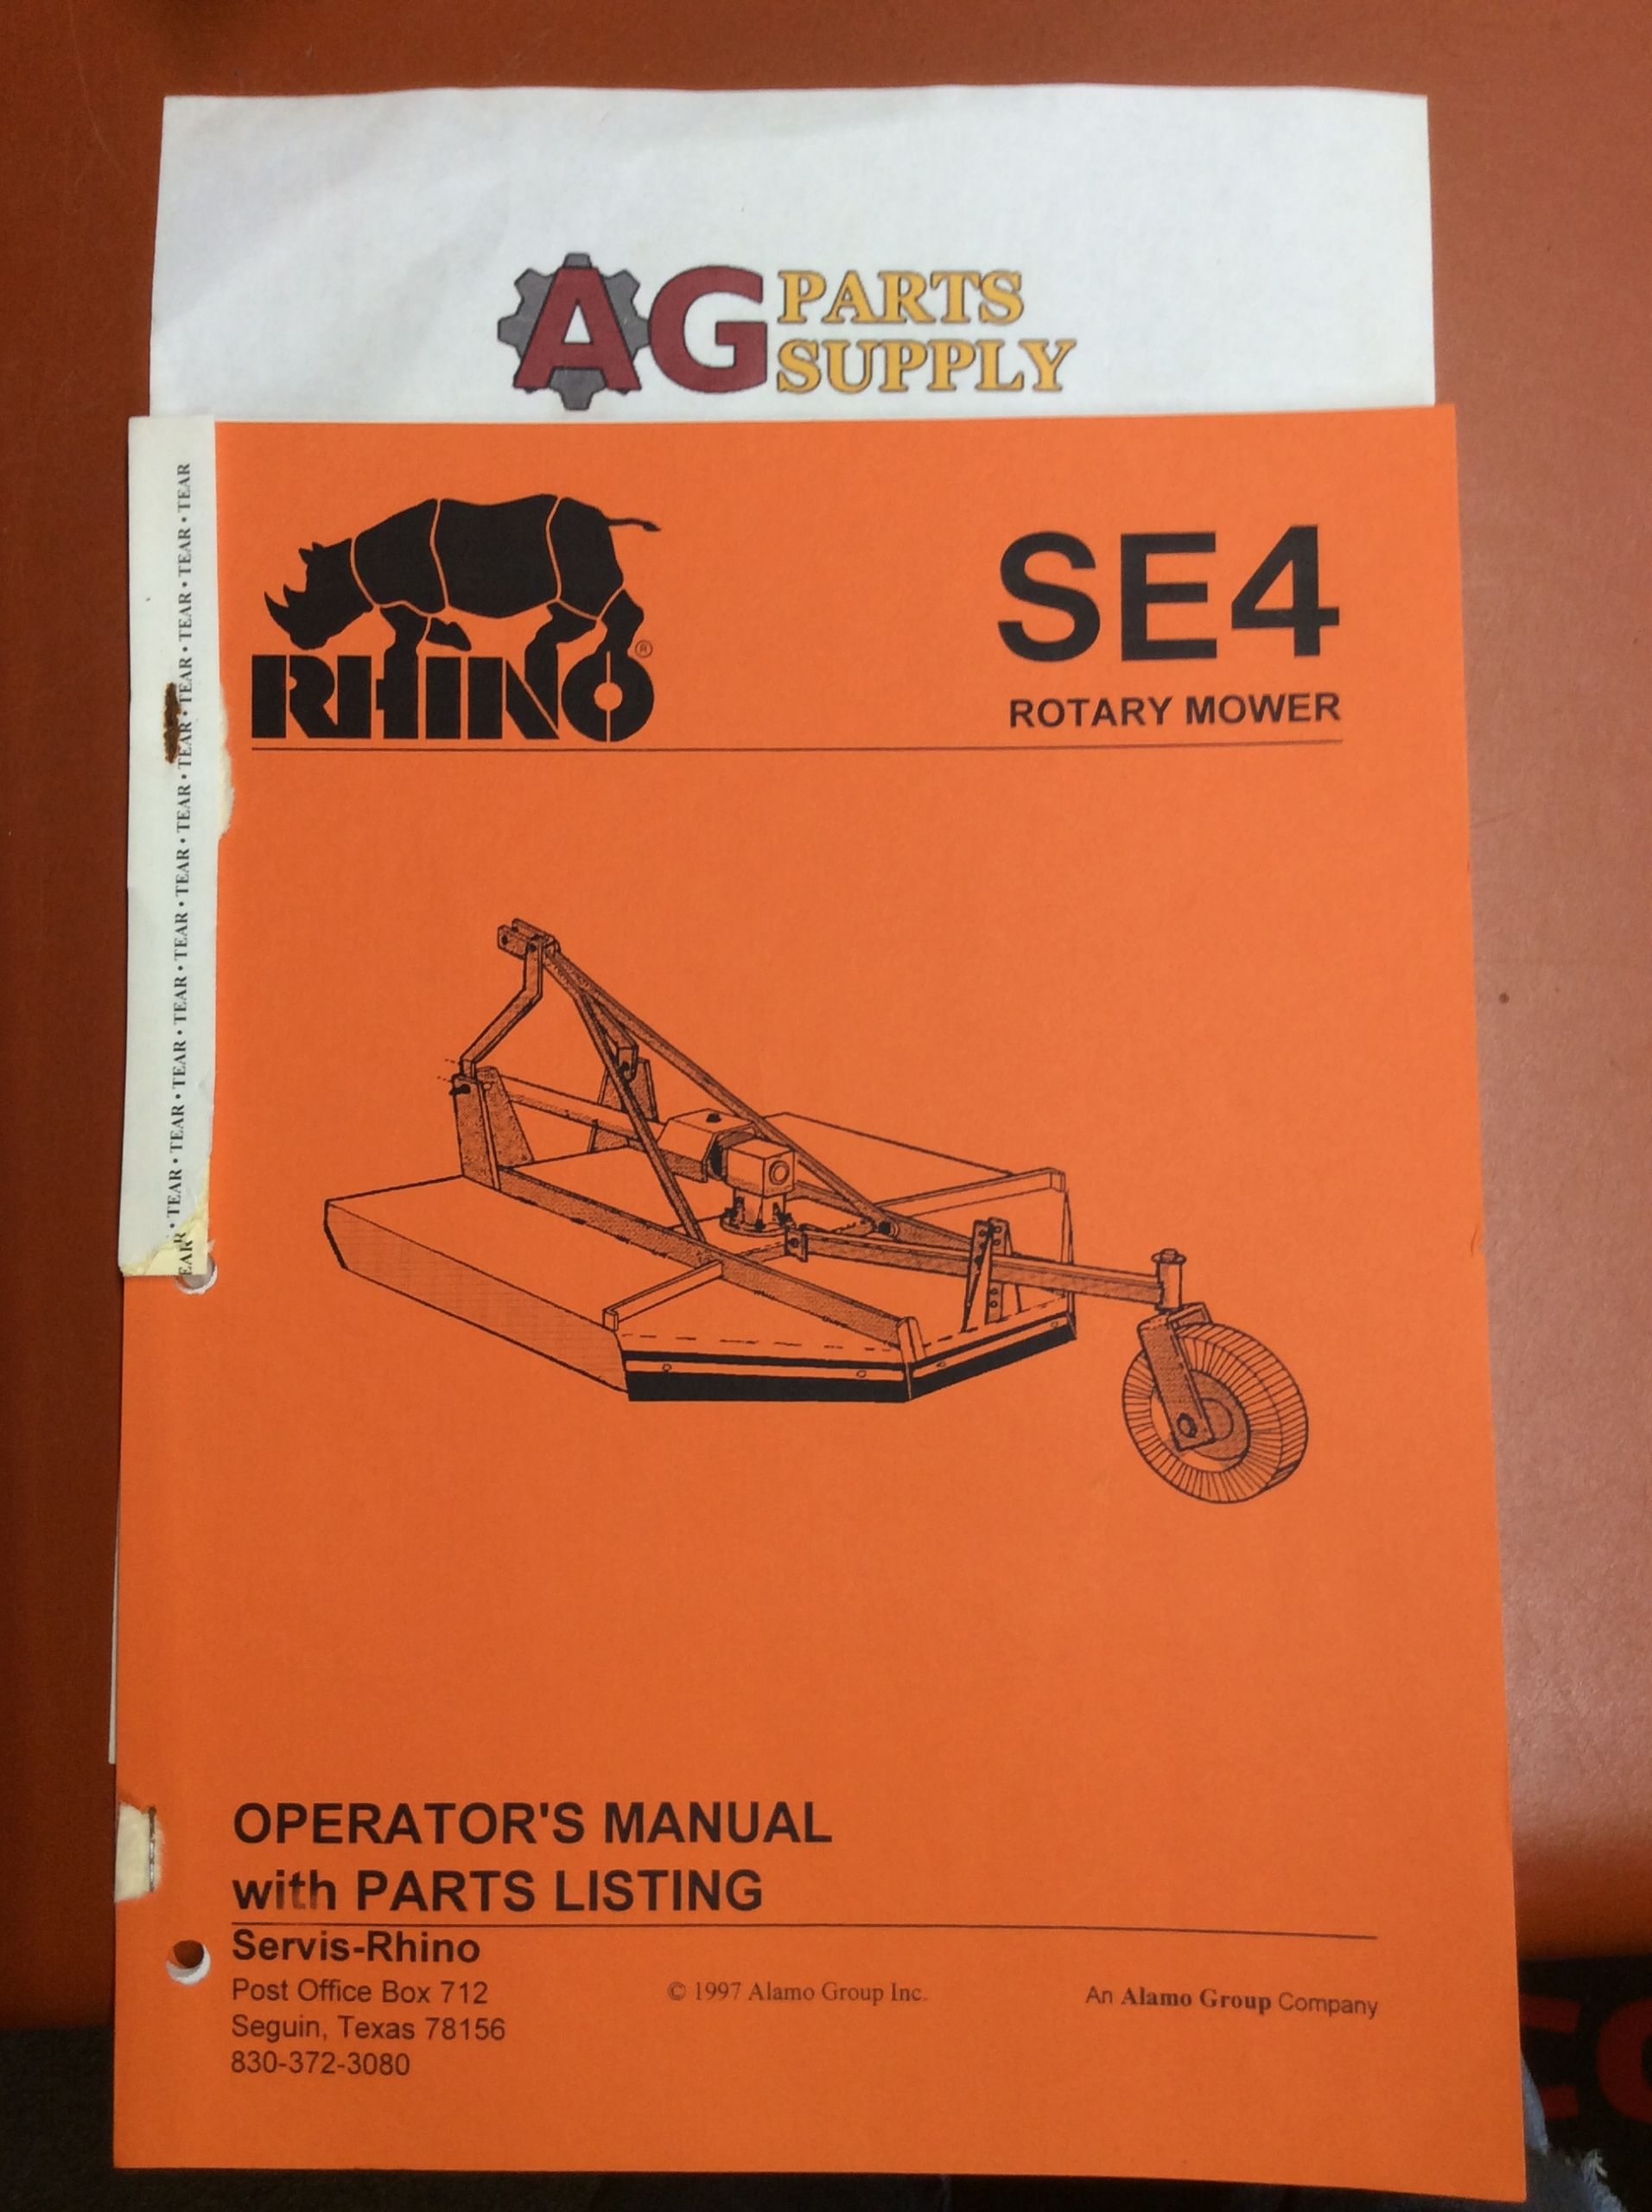 AG PARTS
SUPPLY
RHINO®
SE4
ROTARY MOWER
TEAR • TEAR • TEAR • TEAR • TEAR • TEAR • TEAR • TEAR • TEAR • TEAR • TEAR • TEAR
OPERATOR'S MANUAL
with PARTS LISTING
Servis-Rhino
Post Office Box 712
Seguin, Texas 78156
830-372-3080
© 1997 Alamo Group Inc.
An Alamo Group Company